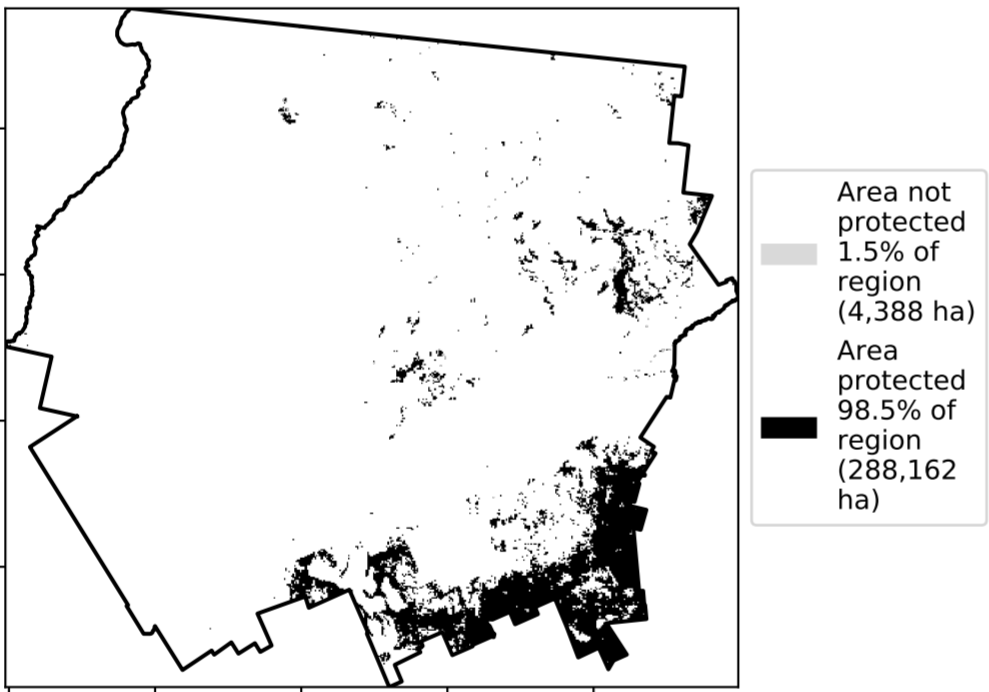 Area not
protected
1.5% of
region
(4,388 ha)
Area
protected
98.5% of
region
(288,162
ha)